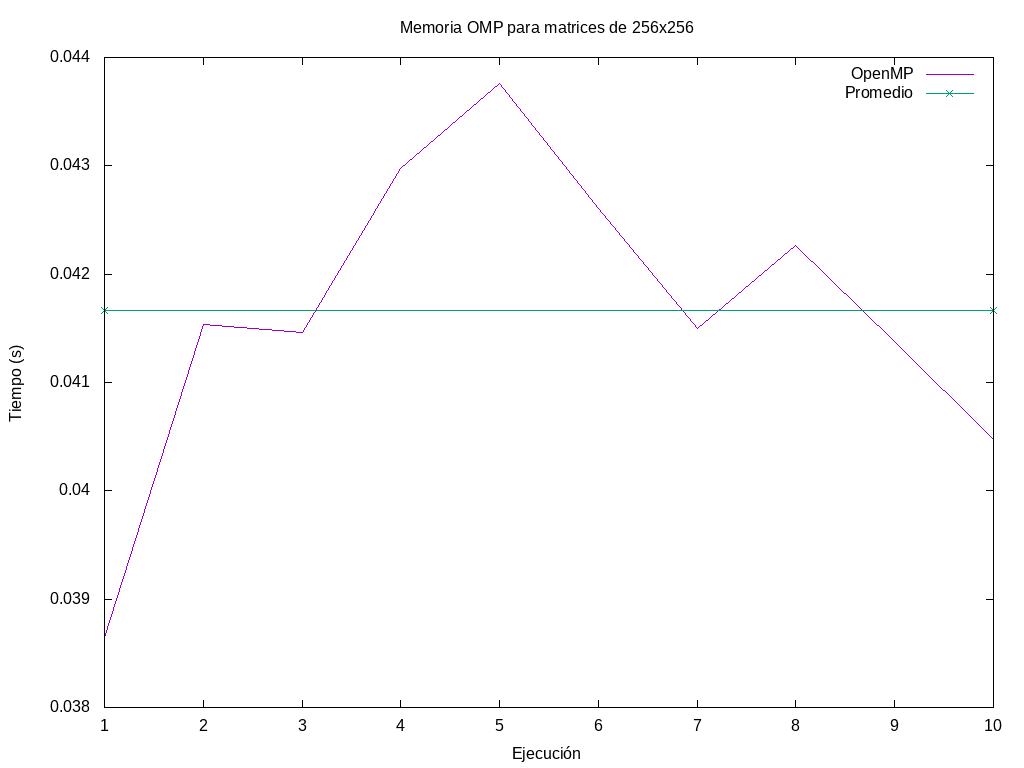 Memoria OMP para matrices de 256x256
OpenMP
Promedio
0.044
0.043
0.042
0.041
0.04
0.039
0.038
Tiempo (s)
1 2 3 4 5 6 7 8 9 10
Ejecución